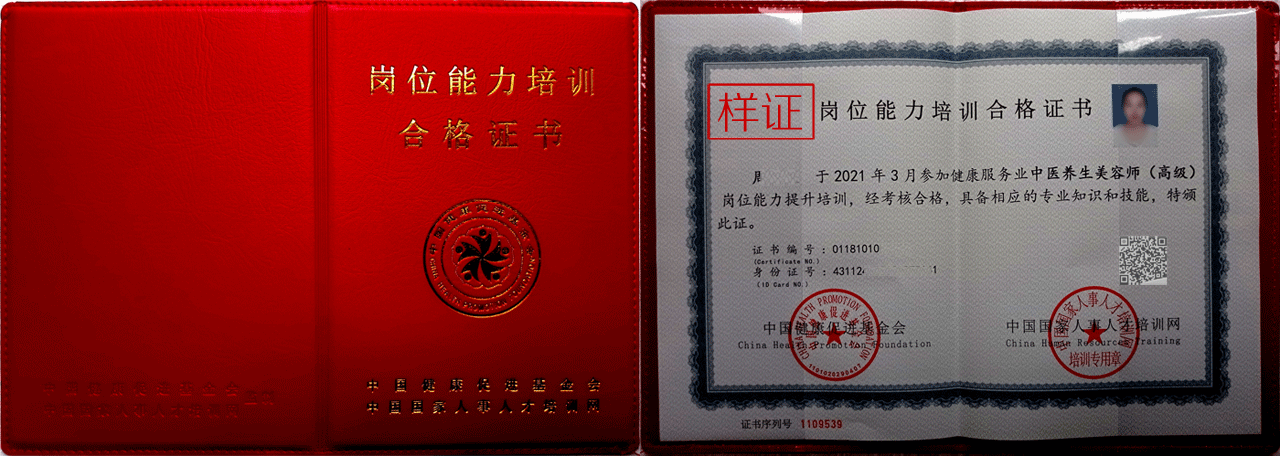 岗位能力培训
合格证书
中国健康促进基金会
中国国家人事人才培训网
样证
岗位能力培训合格证书
于2021年3月参加健康服务业中医养生美容师（高级）
岗位能力提升培训，经考核合格，具备相应的专业知识和技能，特颁
此证。
证书编号：01181010
(Certificate NO.)
身份证号：43112 1
(ID Card NO.)
中国健康促进基金会
China Health Promotion Foundation
中国国家人事人才培训网
China Human Resources Training
培训专用章
证书序列号 1109539